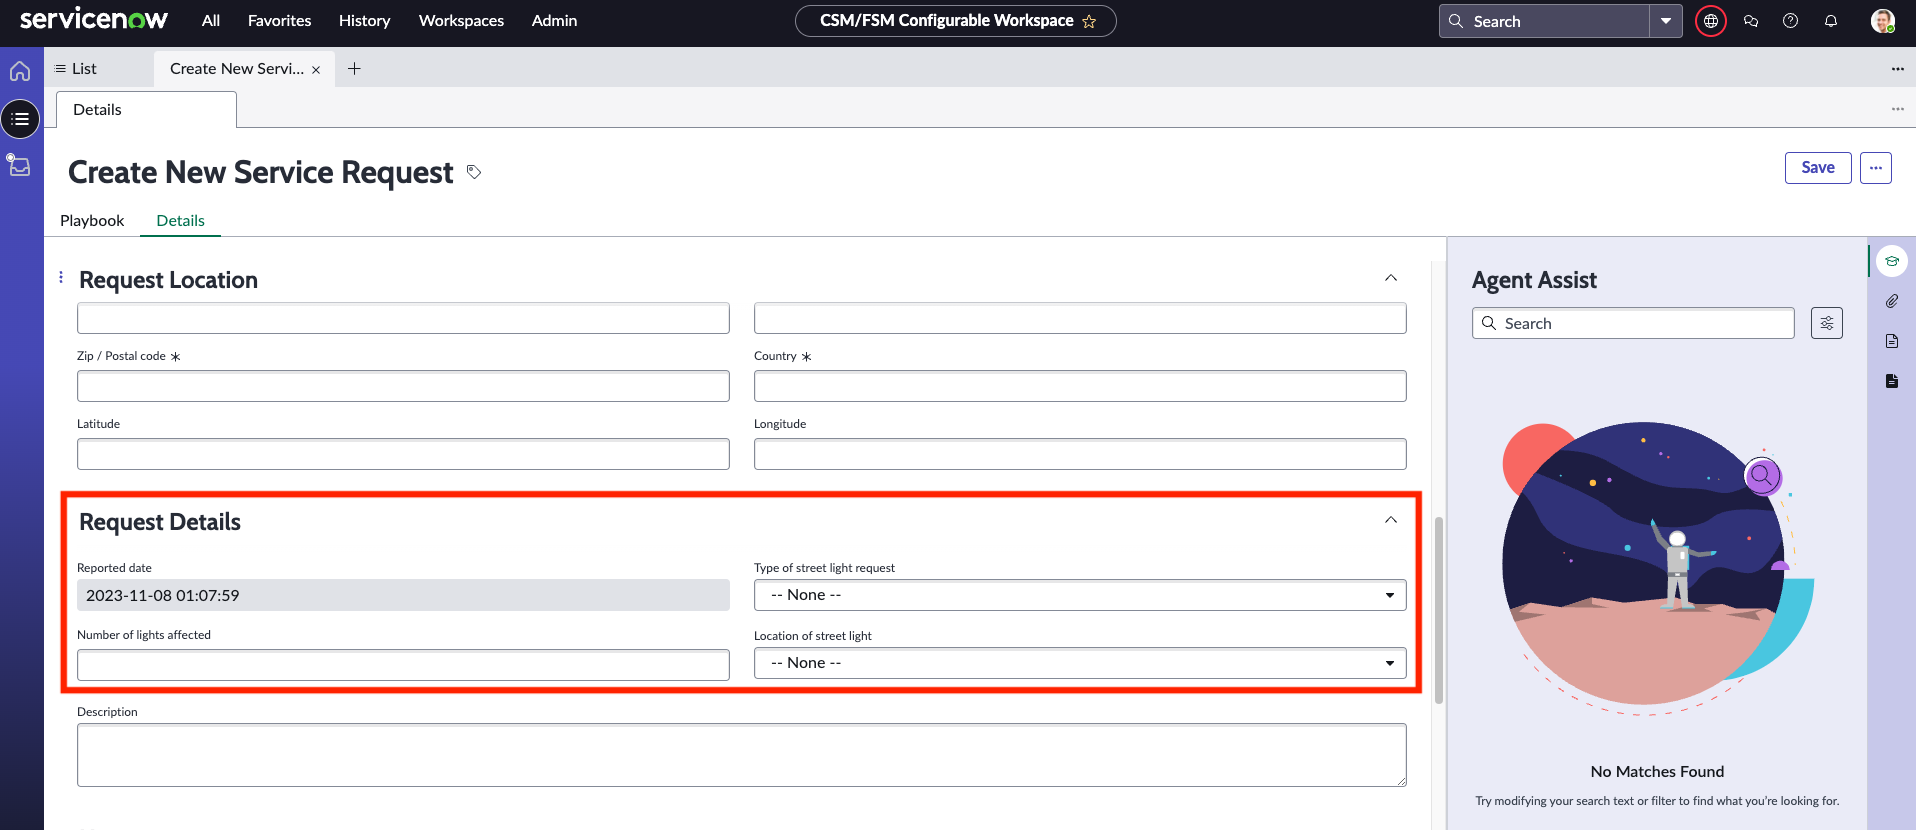 servicenow All Favorites History Workspaces Admin CSM/FSM Configurable Workspace Search
List Create New Servi...
Details
Create New Service Request Save
Playbook Details
Request Location
Zip / Postal code * Country *
Latitude Longitude
Request Details
Reported date Type of street light request
2023-11-08 01:07:59 -- None --
Number of lights affected Location of street light
-- None --
Description
Agent Assist
Search
No Matches Found
Try modifying your search text or filter to find what you're looking for.